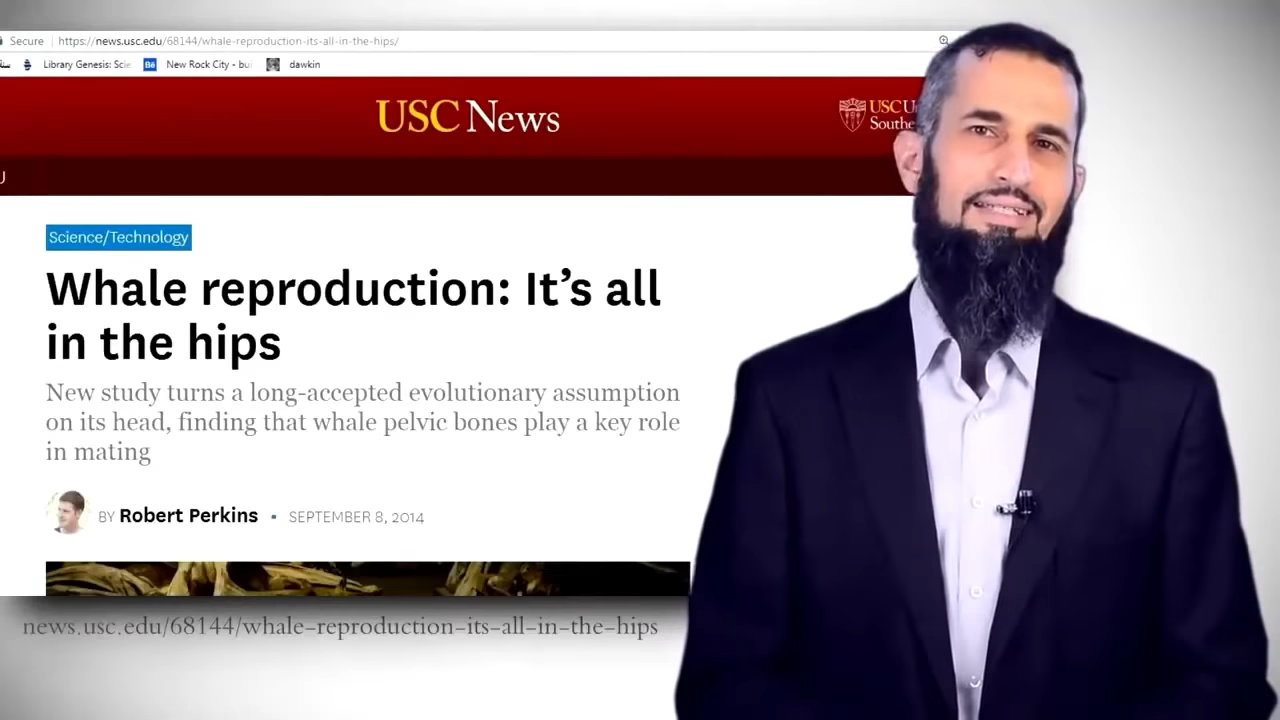 Secure https://news.usc.edu/68144/whale-reproduction-its-all-in-the-hips/
Library Genesis: Scie Bē New Rock City - bu dawkin
USC News
USC U
Southe
U
Science/Technology
Whale reproduction: It's all
in the hips
New study turns a long-accepted evolutionary assumption
on its head, finding that whale pelvic bones play a key role
in mating
BY Robert Perkins ▪ SEPTEMBER 8, 2014
news.usc.edu/68144/whale-reproduction-its-all-in-the-hips